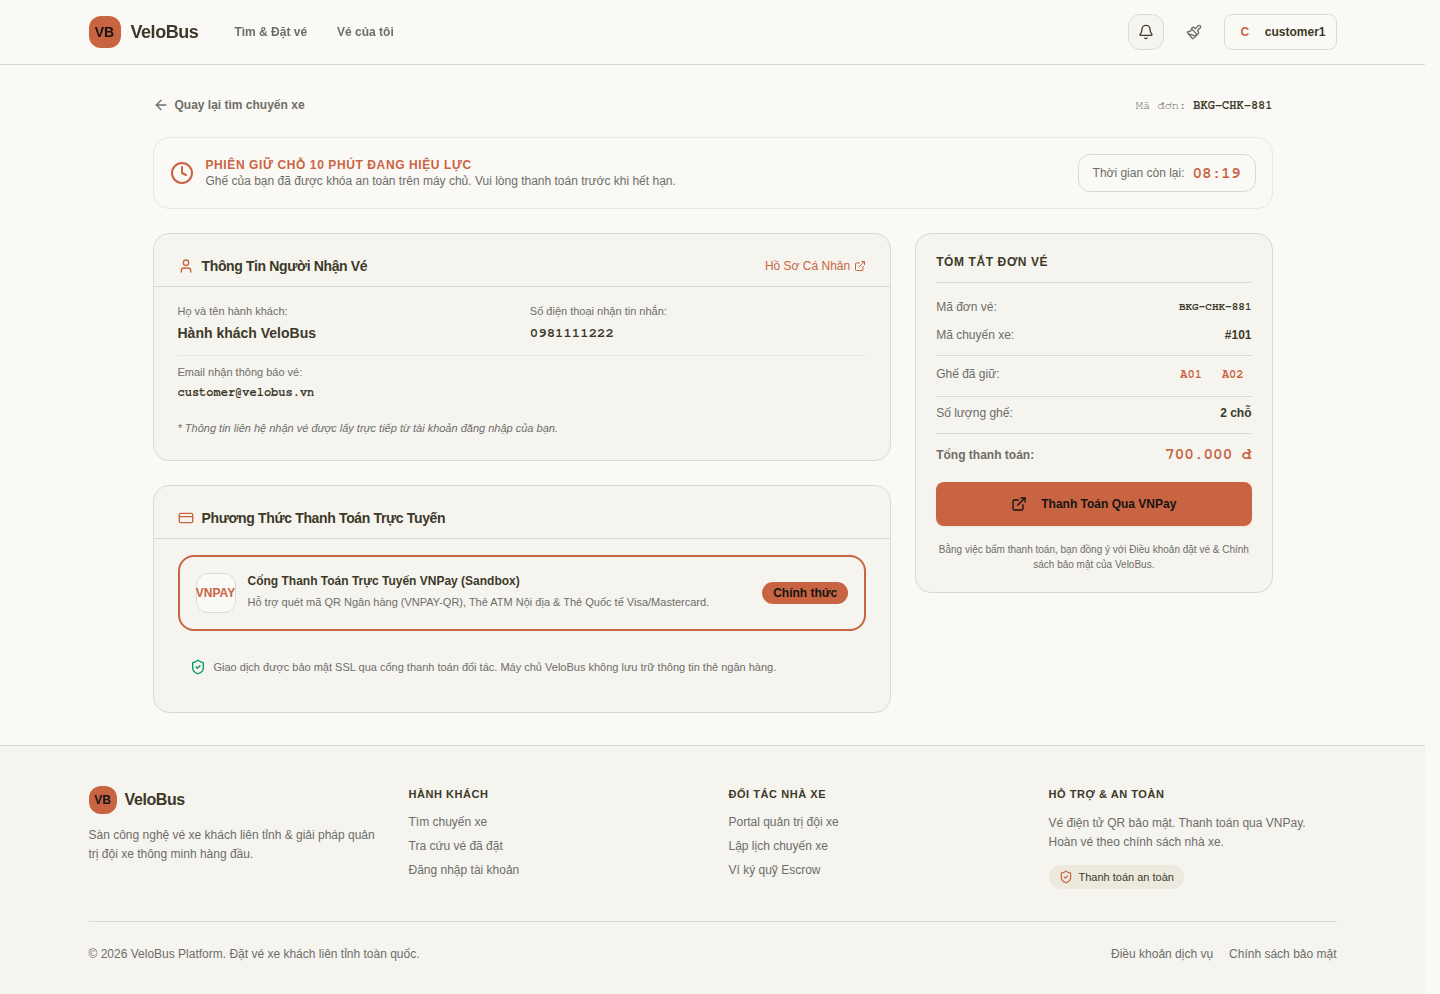 VB VeloBus Tìm & Đặt vé Vé của tôi C customer1
Quay lại tìm chuyến xe
Mã đơn: BKG-CHK-881
PHIÊN GIỮ CHỖ 10 PHÚT ĐANG HIỆU LỰC
Ghế của bạn đã được khóa an toàn trên máy chủ. Vui lòng thanh toán trước khi hết hạn.
Thời gian còn lại: 08:19
Thông Tin Người Nhận Vé
Hồ Sơ Cá Nhân
Họ và tên hành khách:
Hành khách VeloBus
Số điện thoại nhận tin nhắn:
0981111222
Email nhận thông báo vé:
customer@velobus.vn
* Thông tin liên hệ nhận vé được lấy trực tiếp từ tài khoản đăng nhập của bạn.
Phương Thức Thanh Toán Trực Tuyến
VNPAY
Cổng Thanh Toán Trực Tuyến VNPay (Sandbox)
Hỗ trợ quét mã QR Ngân hàng (VNPAY-QR), Thẻ ATM Nội địa & Thẻ Quốc tế Visa/Mastercard.
Chính thức
Giao dịch được bảo mật SSL qua cổng thanh toán đối tác. Máy chủ VeloBus không lưu trữ thông tin thẻ ngân hàng.
TÓM TẮT ĐƠN VÉ
Mã đơn vé: BKG-CHK-881
Mã chuyến xe: #101
Ghế đã giữ: A01 A02
Số lượng ghế: 2 chỗ
Tổng thanh toán: 700.000 đ
Thanh Toán Qua VNPay
Bằng việc bấm thanh toán, bạn đồng ý với Điều khoản đặt vé & Chính
sách bảo mật của VeloBus.
VB VeloBus
Sàn công nghệ vé xe khách liên tỉnh & giải pháp quản
trị đội xe thông minh hàng đầu.
HÀNH KHÁCH
Tìm chuyến xe
Tra cứu vé đã đặt
Đăng nhập tài khoản
ĐỐI TÁC NHÀ XE
Portal quản trị đội xe
Lập lịch chuyến xe
Ví ký quỹ Escrow
HỖ TRỢ & AN TOÀN
Vé điện tử QR bảo mật. Thanh toán qua VNPay.
Hoàn vé theo chính sách nhà xe.
Thanh toán an toàn
© 2026 VeloBus Platform. Đặt vé xe khách liên tỉnh toàn quốc.
Điều khoản dịch vụ Chính sách bảo mật